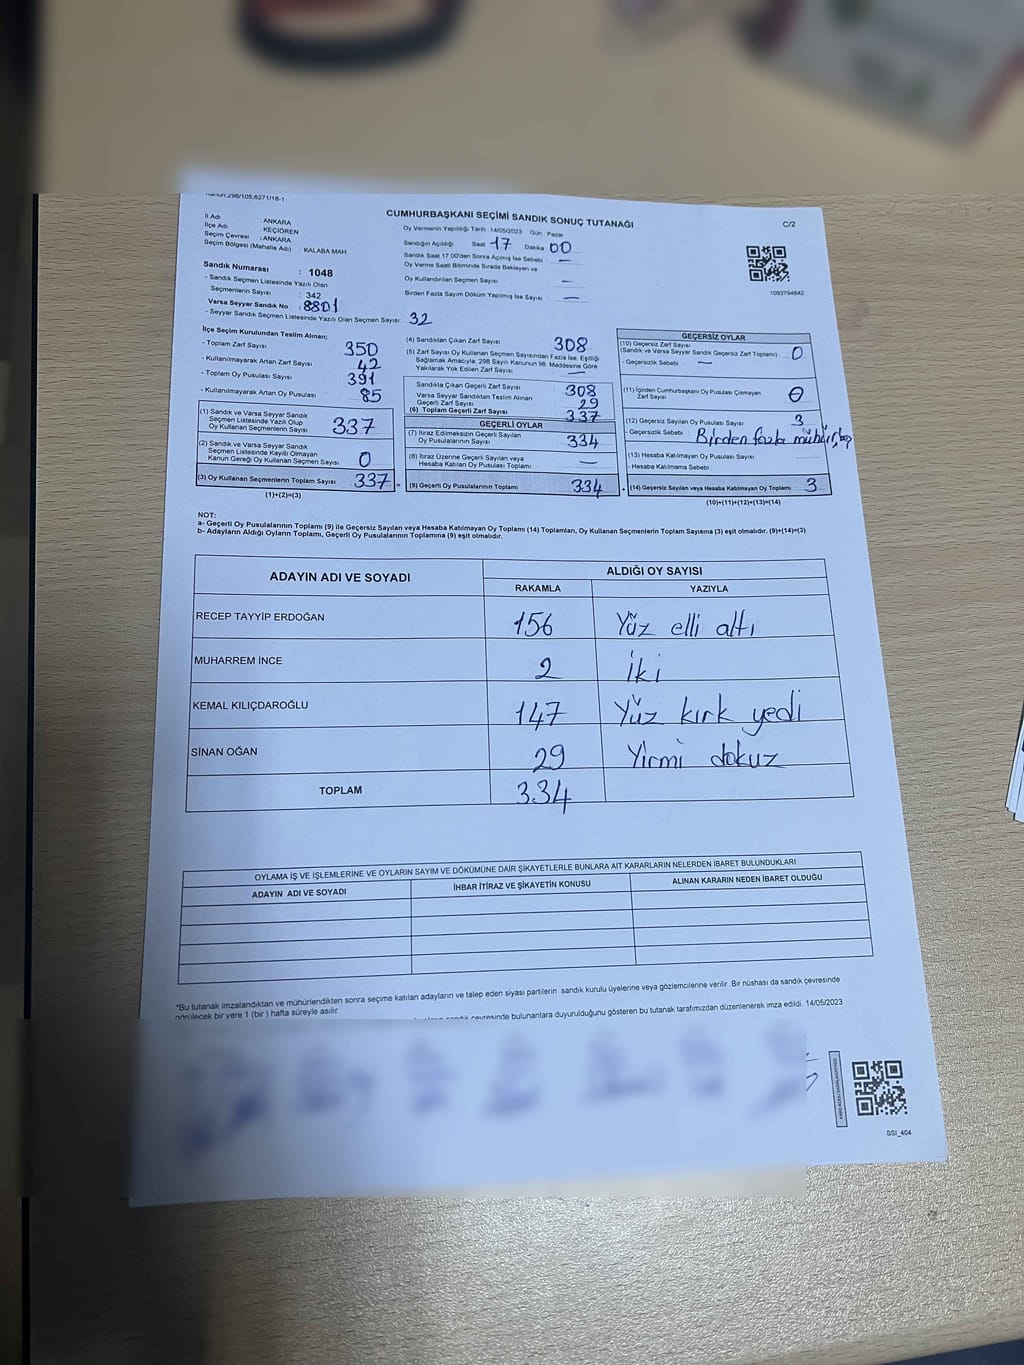 Kanun:298/105;6271/18-1
CUMHURBAŞKANI SEÇİMİ SANDIK SONUÇ TUTANAĞI
C/2
İl Adı : ANKARA
İlçe Adı : KEÇİÖREN
Seçim Çevresi : ANKARA
Seçim Bölgesi (Mahalle Adı) : KALABA MAH
Sandık Numarası : 1048
- Sandık Seçmen Listesinde Yazılı Olan
Seçmenlerin Sayısı : 342
Varsa Seyyar Sandık No : 8801
- Seyyar Sandık Seçmen Listesinde Yazılı Olan Seçmen Sayısı: 32
Oy Vermenin Yapıldığı Tarih : 14/05/2023 Gün : Pazar
Sandığın Açıldığı Saat 17 Dakika 00
Sandık Saat 17.00'den Sonra Açımış İse Sebebi : —
Oy Verme Saati Bitiminde Sırada Bekleyen ve
Oy Kullandırılan Seçmen Sayısı : —
Birden Fazla Sayım Döküm Yapılmış İse Sayısı : —
1093794642
İlçe Seçim Kurulundan Teslim Alınan;
- Toplam Zarf Sayısı : 350
- Kullanılmayarak Artan Zarf Sayısı : 42
- Toplam Oy Pusulası Sayısı : 391
- Kullanılmayarak Artan Oy Pusulası : 85
(1) Sandık ve Varsa Seyyar Sandık
Seçmen Listesinde Yazılı Olup
Oy Kullanan Seçmenlerin Sayısı 337
(2) Sandık ve Varsa Seyyar Sandık
Seçmen Listesinde Kayıtlı Olmayan
Kanun Gereği Oy Kullanan Seçmen Sayısı 0
(3) Oy Kullanan Seçmenlerin Toplam Sayısı 337 =
(1)+(2)=(3)
(4) Sandıktan Çıkan Zarf Sayısı 308
(5) Zarf Sayısı Oy Kullanan Seçmen Sayısından Fazla İse, Eşitliği
Sağlamak Amacıyla, 298 Sayılı Kanunun 98. Maddesine Göre
Yakılarak Yok Edilen Zarf Sayısı —
Sandıkta Çıkan Geçerli Zarf Sayısı 308
Varsa Seyyar Sandıktan Teslim Alınan
Geçerli Zarf Sayısı 29
(6) Toplam Geçerli Zarf Sayısı 337
GEÇERLİ OYLAR
(7) İtiraz Edilmeksizin Geçerli Sayılan
Oy Pusulalarının Sayısı 334
(8) İtiraz Üzerine Geçerli Sayılan veya
Hesaba Katılan Oy Pusulası Toplamı —
(9) Geçerli Oy Pusulalarının Toplamı 334 +
GEÇERSİZ OYLAR
(10) Geçersiz Zarf Sayısı
(Sandık ve Varsa Seyyar Sandık Geçersiz Zarf Toplamı) : 0
- Geçersizlik Sebebi : —
(11) İçinden Cumhurbaşkanı Oy Pusulası Çıkmayan
Zarf Sayısı : 0
(12) Geçersiz Sayılan Oy Pusulası Sayısı : 3
- Geçersizlik Sebebi : Birden fazla mühür,
(13) Hesaba Katılmayan Oy Pusulası Sayısı :
- Hesaba Katılmama Sebebi :
(14) Geçersiz Sayılan veya Hesaba Katılmayan Oy Toplamı : 3
(10)+(11)+(12)+(13)=(14)
NOT:
a- Geçerli Oy Pusulalarının Toplamı (9) ile Geçersiz Sayılan veya Hesaba Katılmayan Oy Toplamı (14) Toplamları, Oy Kullanan Seçmenlerin Toplam Sayısına (3) eşit olmalıdır. (9)+(14)=(3)
b- Adayların Aldığı Oyların Toplamı, Geçerli Oy Pusulalarının Toplamına (9) eşit olmalıdır.
ADAYIN ADI VE SOYADI ALDIĞI OY SAYISI
RAKAMLA YAZIYLA
RECEP TAYYİP ERDOĞAN 156 Yüz elli altı
MUHARREM İNCE 2 İki
KEMAL KILIÇDAROĞLU 147 Yüz kırk yedi
SİNAN OĞAN 29 Yirmi dokuz
TOPLAM 334
OYLAMA İŞ VE İŞLEMLERİNE VE OYLARIN SAYIM VE DÖKÜMÜNE DAİR ŞİKAYETLERLE BUNLARA AİT KARARLARIN NELERDEN İBARET BULUNDUKLARI
ADAYIN ADI VE SOYADI İHBAR İTİRAZ VE ŞİKAYETİN KONUSU ALINAN KARARIN NEDEN İBARET OLDUĞU
*Bu tutanak imzalandıktan ve mühürlendikten sonra seçime katılan adayların ve talep eden siyasi partilerin sandık kurulu üyelerine veya gözlemcilerine verilir. Bir nüshası da sandık çevresinde
görülecek bir yere 1 (bir) hafta süreyle asılır.
sandık çevresinde bulunanlara duyurulduğunu gösteren bu tutanak tarafımızdan düzenlenerek imza edildi. 14/05/2023
SSI_404